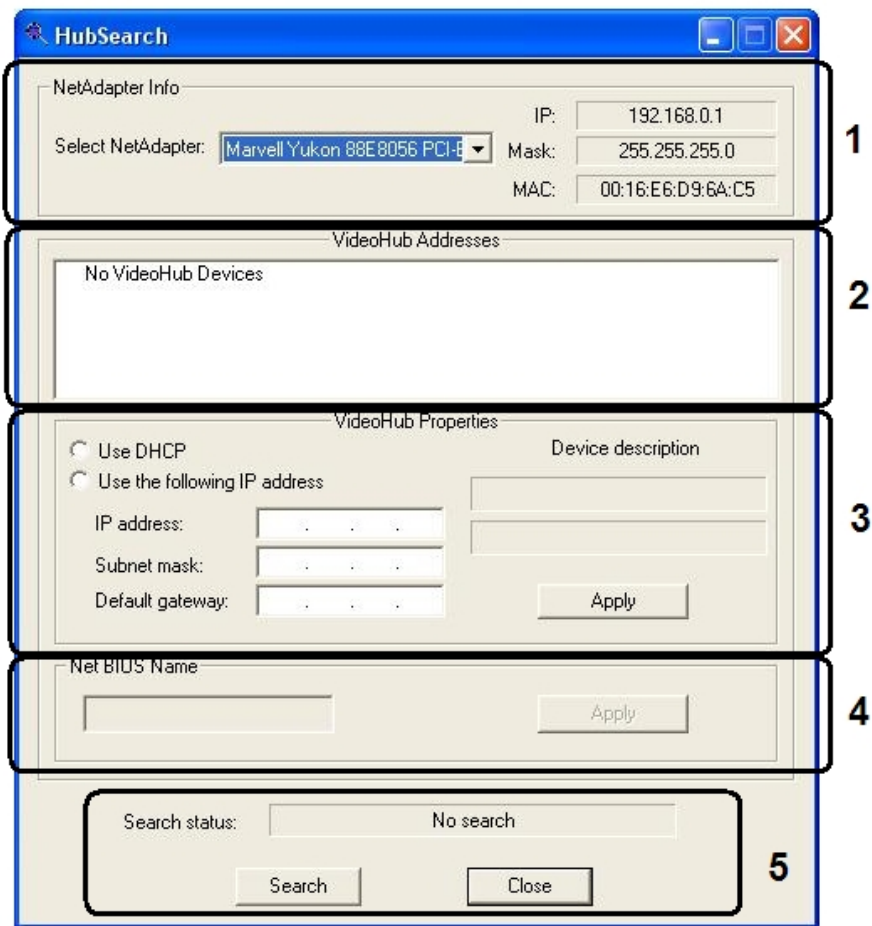 HubSearch
NetAdapter Info
IP: 192.168.0.1
Select NetAdapter: Marvell Yukon 88E8056 PCI-E Mask: 255.255.255.0
MAC: 00:16:E6:D9:6A:C5
1
VideoHub Addresses
No VideoHub Devices
2
VideoHub Properties
Use DHCP
Device description
Use the following IP address
IP address: . . .
Subnet mask: . . .
Default gateway: . . .
Apply
3
Net BIOS Name
Apply
4
Search status: No search
Search Close
5